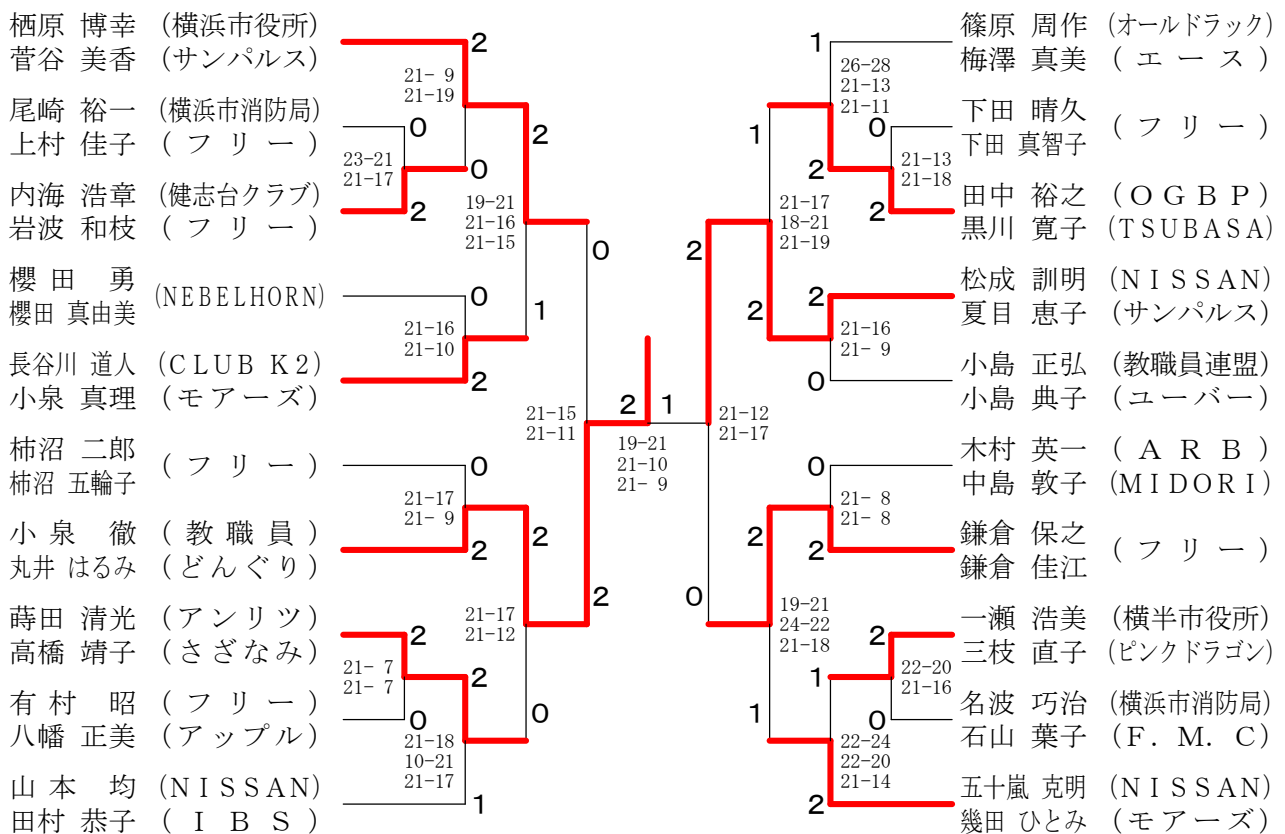 栖原 博幸 (横浜市役所)
菅谷 美香 (サンパルス)
尾崎 裕一 (横浜市消防局)
上村 佳子 (フリー)
内海 浩章 (健志台クラブ)
岩波 和枝 (フリー)
櫻田 勇
櫻田 真由美
(NEBELHORN)
長谷川 道人 (CLUB K2)
小泉 真理 (モアーズ)
柿沼 二郎
柿沼 五輪子
(フリー)
小泉 徹 (教職員)
丸井 はるみ (どんぐり)
蒔田 清光 (アンリツ)
高橋 靖子 (さざなみ)
有村 昭 (フリー)
八幡 正美 (アップル)
山本 均 (NISSAN)
田村 恭子 (IBS)
2
21- 9
21-19
0
23-21
21-17
2
0
2
19-21
21-16
21-15
0
21-16
21-10
2
1
0
21-15
21-11
0
21-17
21- 9
2
2
21-17
21-12
2
2
21- 7
21- 7
0
2
21-18
10-21
21-17
1
0
2
1
19-21
21-10
21- 9
1
26-28
21-13
21-11
0
21-13
21-18
2
2
1
21-17
18-21
21-19
2
21-16
21- 9
0
2
2
21-12
21-17
0
21- 8
21- 8
2
2
0
19-21
24-22
21-18
2
22-20
21-16
0
1
22-24
22-20
21-14
2
1
篠原 周作 (オールドラック)
梅澤 真美 (エース)
下田 晴久
下田 真智子
(フリー)
田中 裕之 (OGBP)
黒川 寛子 (TSUBASA)
松成 訓明 (NISSAN)
夏目 恵子 (サンパルス)
小島 正弘 (教職員連盟)
小島 典子 (ユーバー)
木村 英一 (ARB)
中島 敦子 (MIDORI)
鎌倉 保之
鎌倉 佳江
(フリー)
一瀬 浩美 (横半市役所)
三枝 直子 (ピンクドラゴン)
名波 巧治 (横浜市消防局)
石山 葉子 (F. M. C)
五十嵐 克明 (NISSAN)
幾田 ひとみ (モアーズ)